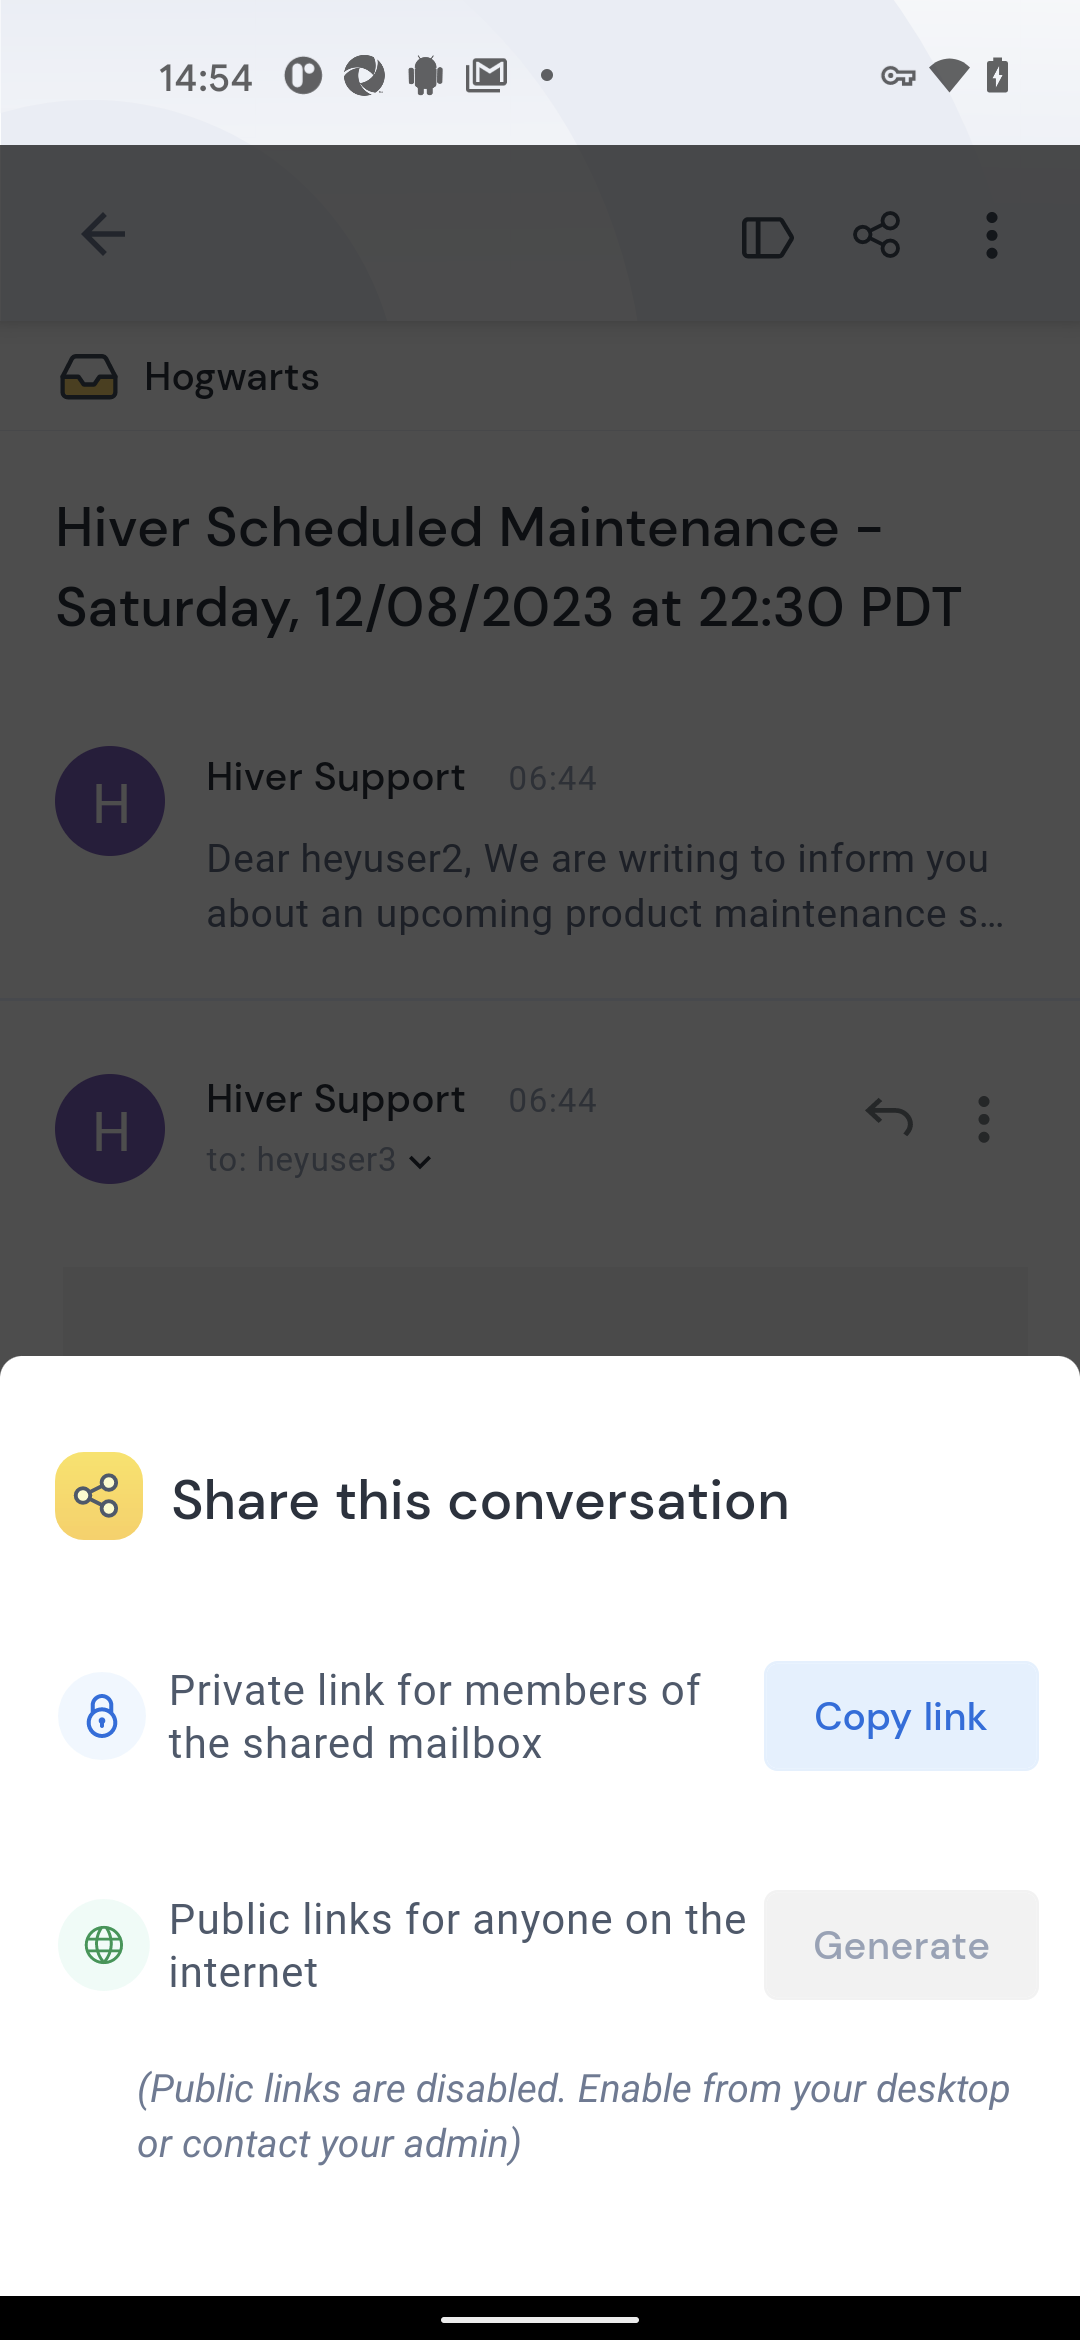 14:54
Hogwarts
Hiver Scheduled Maintenance -
Saturday, 12/08/2023 at 22:30 PDT
H
Hiver Support 06:44
Dear heyuser2, We are writing to inform you
about an upcoming product maintenance s...
H
Hiver Support 06:44
to: heyuser3
Share this conversation
Private link for members of
the shared mailbox
Copy link
Public links for anyone on the
internet
Generate
(Public links are disabled. Enable from your desktop
or contact your admin)